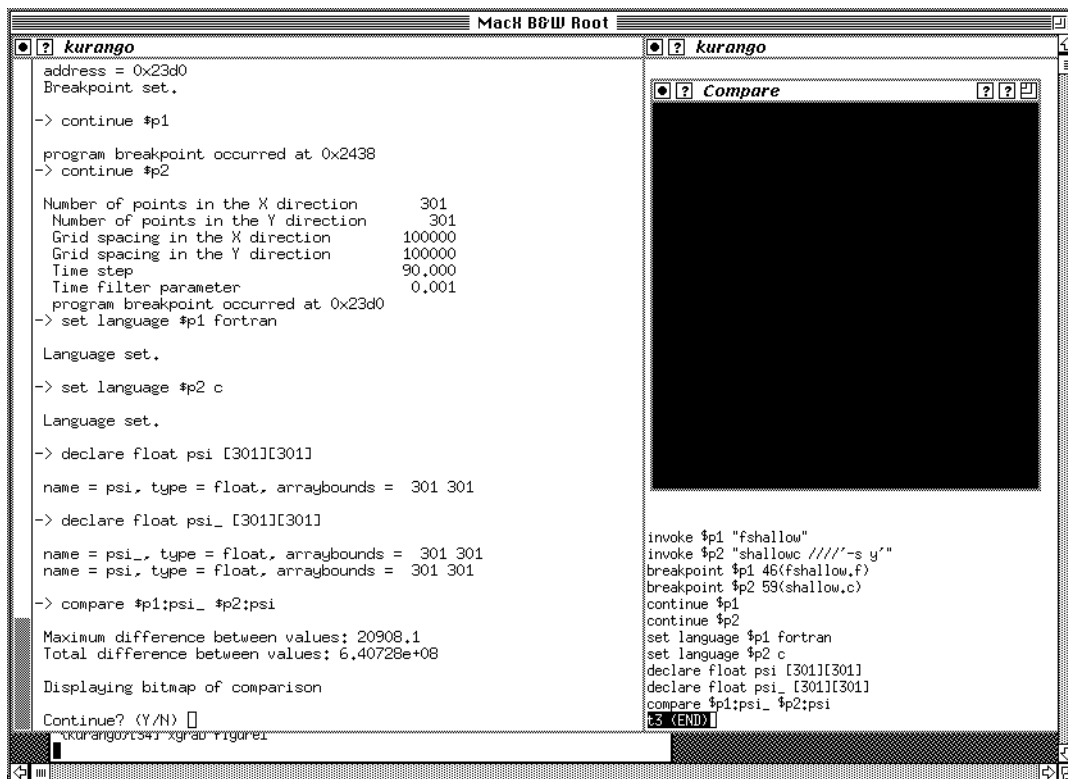 MacX B&W Root
? kurango
address = 0x23d0
Breakpoint set.
-> continue $p1
program breakpoint occurred at 0x2438
-> continue $p2
Number of points in the X direction 301
Number of points in the Y direction 301
Grid spacing in the X direction 100000
Grid spacing in the Y direction 100000
Time step 90.000
Time filter parameter 0.001
program breakpoint occurred at 0x23d0
-> set language $p1 fortran
Language set.
-> set language $p2 c
Language set.
-> declare float psi [301][301]
name = psi, type = float, arraybounds = 301 301
-> declare float psi_ [301][301]
name = psi_, type = float, arraybounds = 301 301
name = psi, type = float, arraybounds = 301 301
-> compare $p1:psi_ $p2:psi
Maximum difference between values: 20908.1
Total difference between values: 6.40728e+08
Displaying bitmap of comparison
Continue? (Y/N)
? kurango
? Compare ? ?
invoke $p1 "fshallow"
invoke $p2 "shallowc ////'-s y'"
breakpoint $p1 46(fshallow.f)
breakpoint $p2 59(shallow.c)
continue $p1
continue $p2
set language $p1 fortran
set language $p2 c
declare float psi [301][301]
declare float psi_ [301][301]
compare $p1:psi_ $p2:psi
t3 (END)
\kurango/[34] xgrab figure1